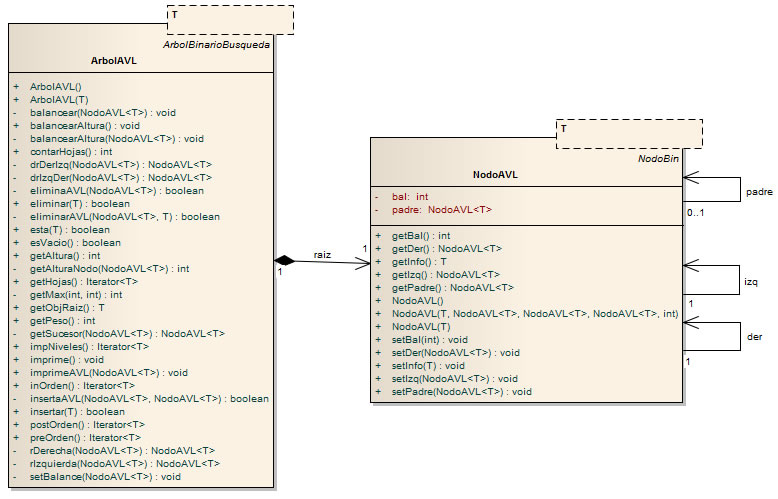 T
ArbolBinarioBusqueda
ArbolAVL
+ ArbolAVL()
+ ArbolAVL(T)
- balancear(NodoAVL<T>) : void
+ balancearAltura() : void
- balancearAltura(NodoAVL<T>) : void
+ contarHojas() : int
- drDerIzq(NodoAVL<T>) : NodoAVL<T>
- drIzqDer(NodoAVL<T>) : NodoAVL<T>
- eliminaAVL(NodoAVL<T>) : boolean
+ eliminar(T) : boolean
- eliminarAVL(NodoAVL<T>, T) : boolean
+ esta(T) : boolean
+ esVacio() : boolean
+ getAltura() : int
- getAlturaNodo(NodoAVL<T>) : int
+ getHojas() : Iterator<T>
- getMax(int, int) : int
+ getObjRaiz() : T
+ getPeso() : int
- getSucesor(NodoAVL<T>) : NodoAVL<T>
+ impNiveles() : Iterator<T>
+ imprime() : void
+ imprimeAVL(NodoAVL<T>) : void
+ inOrden() : Iterator<T>
- insertaAVL(NodoAVL<T>, NodoAVL<T>) : boolean
+ insertar(T) : boolean
+ postOrden() : Iterator<T>
+ preOrden() : Iterator<T>
- rDerecha(NodoAVL<T>) : NodoAVL<T>
- rIzquierda(NodoAVL<T>) : NodoAVL<T>
- setBalance(NodoAVL<T>) : void
1
raiz
1
T
NodoBin
NodoAVL
- bal: int
- padre: NodoAVL<T>
+ getBal() : int
+ getDer() : NodoAVL<T>
+ getInfo() : T
+ getIzq() : NodoAVL<T>
+ getPadre() : NodoAVL<T>
+ NodoAVL()
+ NodoAVL(T, NodoAVL<T>, NodoAVL<T>, NodoAVL<T>, int)
+ NodoAVL(T)
+ setBal(int) : void
+ setDer(NodoAVL<T>) : void
+ setInfo(T) : void
+ setIzq(NodoAVL<T>) : void
+ setPadre(NodoAVL<T>) : void
padre
0..1
izq
1
der
1